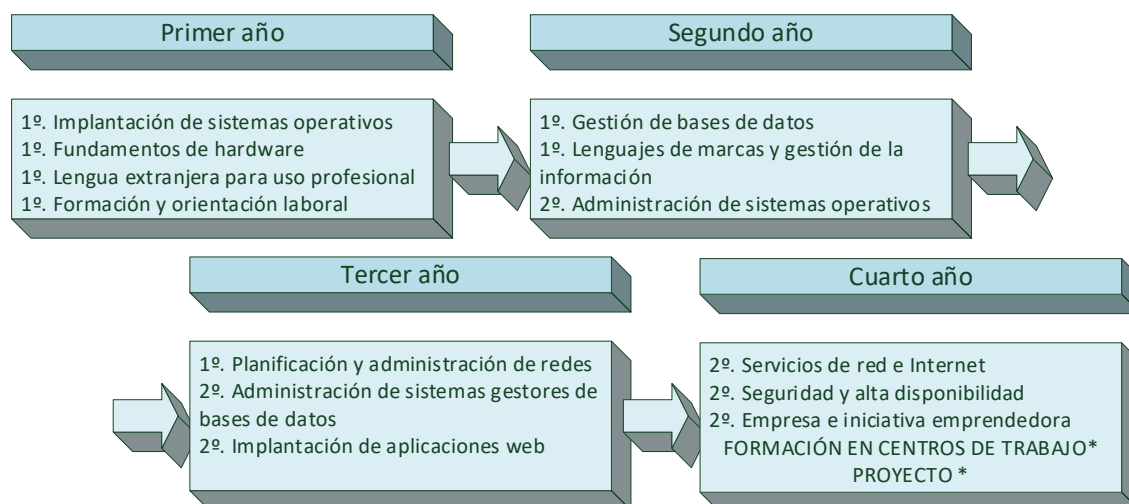 Primer año
1º. Implantación de sistemas operativos
1º. Fundamentos de hardware
1º. Lengua extranjera para uso profesional
1º. Formación y orientación laboral
Segundo año
1º. Gestión de bases de datos
1º. Lenguajes de marcas y gestión de la
información
2º. Administración de sistemas operativos
Tercer año
1º. Planificación y administración de redes
2º. Administración de sistemas gestores de
bases de datos
2º. Implantación de aplicaciones web
Cuarto año
2º. Servicios de red e Internet
2º. Seguridad y alta disponibilidad
2º. Empresa e iniciativa emprendedora
FORMACIÓN EN CENTROS DE TRABAJO*
PROYECTO *